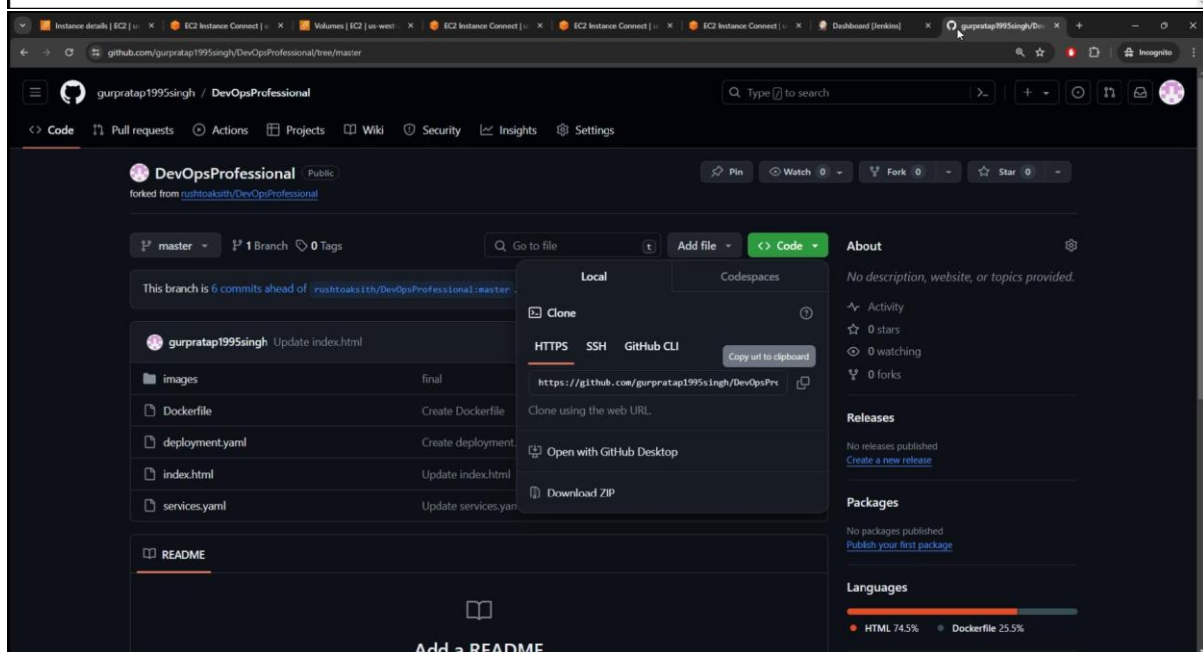 Instance details | EC2 | us
EC2 Instance Connect |
Volumes | EC2 | us-west
EC2 Instance Connect |
EC2 Instance Connect |
EC2 Instance Connect |
Dashboard [Jenkins]
gurpratap1995singh/De
github.com/gurpratap1995singh/DevOpsProfessional/tree/master
Incognito
gurpratap1995singh / DevOpsProfessional
Type / to search
<> Code Pull requests Actions Projects Wiki Security Insights Settings
DevOpsProfessional Public
Pin Watch 0 Fork 0 Star 0
forked from rushtoaksith/DevOpsProfessional
master 1 Branch 0 Tags Go to file t Add file <> Code
About
Local Codespaces
No description, website, or topics provided.
This branch is 6 commits ahead of rushtoaksith/DevOpsProfessional:master .
Clone
Activity
0 stars
gurpratap1995singh Update index.html
HTTPS SSH GitHub CLI
Copy url to clipboard
0 watching
0 forks
images final
https://github.com/gurpratap1995singh/DevOpsPr
Dockerfile Create Dockerfile
Clone using the web URL.
Releases
deployment.yaml Create deployment.
Open with GitHub Desktop
No releases published
Create a new release
index.html Update index.html
Download ZIP
services.yaml Update services.yam
Packages
No packages published
Publish your first package
README
Languages
HTML 74.5% Dockerfile 25.5%
Add a README